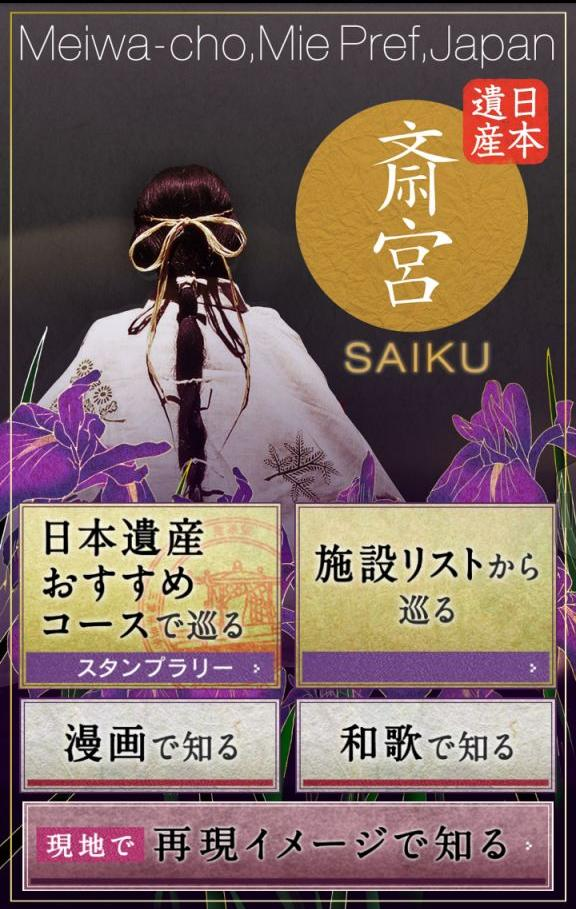 Meiwa-cho,Mie Pref,Japan
日本
遺産
斎宮
SAIKU
日本遺産
おすすめ
コースで巡る
スタンプラリー
施設リストから
巡る
漫画で知る
和歌で知る
現地で 再現イメージで知る